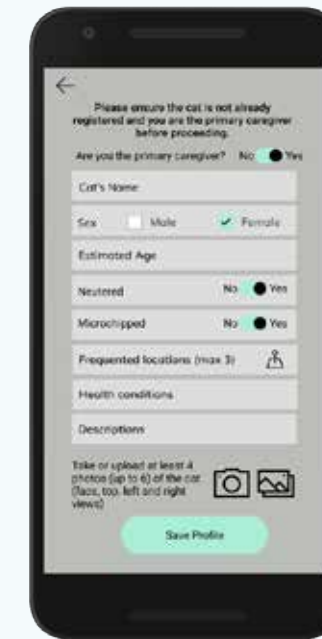 Please ensure the cat is not already
registered and you are the primary caregiver
before proceeding.
Are you the primary caregiver? No Yes
Cat's Name
Sex Male Female
Estimated Age
Neutered No Yes
Microchipped No Yes
Frequented locations (max 3)
Health conditions
Descriptions
Take or upload at least 4
photos (up to 6) of the cat
(face, top, left and right
views)
Save Profile